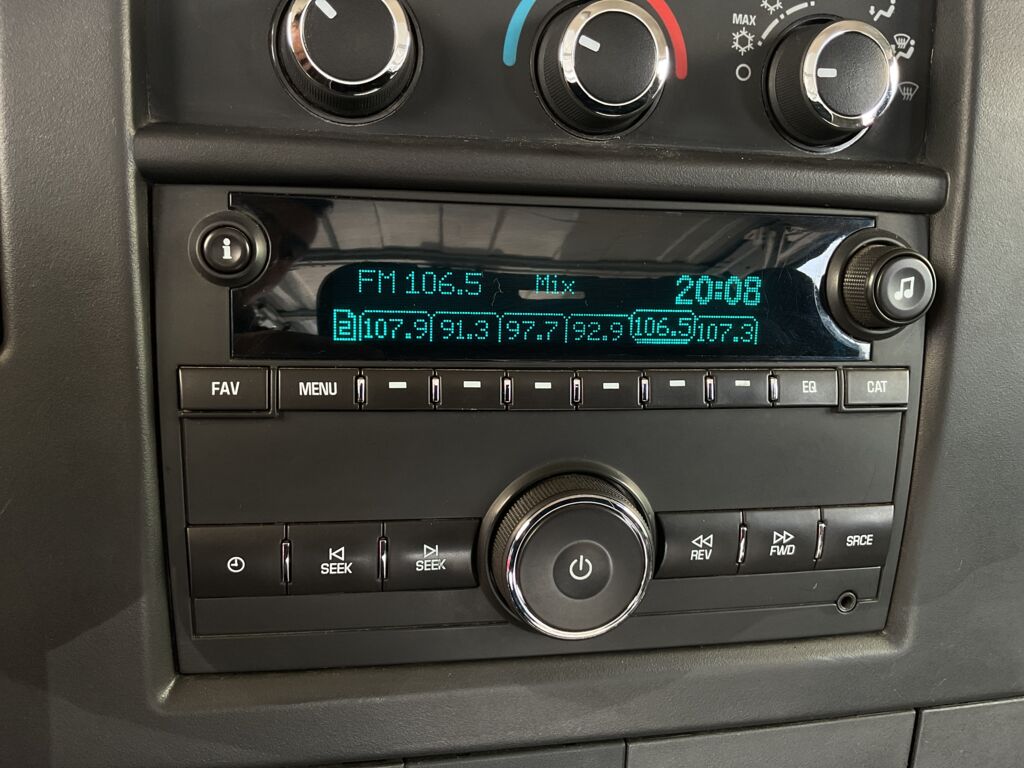 MAX
i
FM 106.5 Mix 20:08
2 107.9 91.3 97.7 92.9 106.5 107.3
FAV MENU EQ CAT
SEEK SEEK REV FWD SRCE